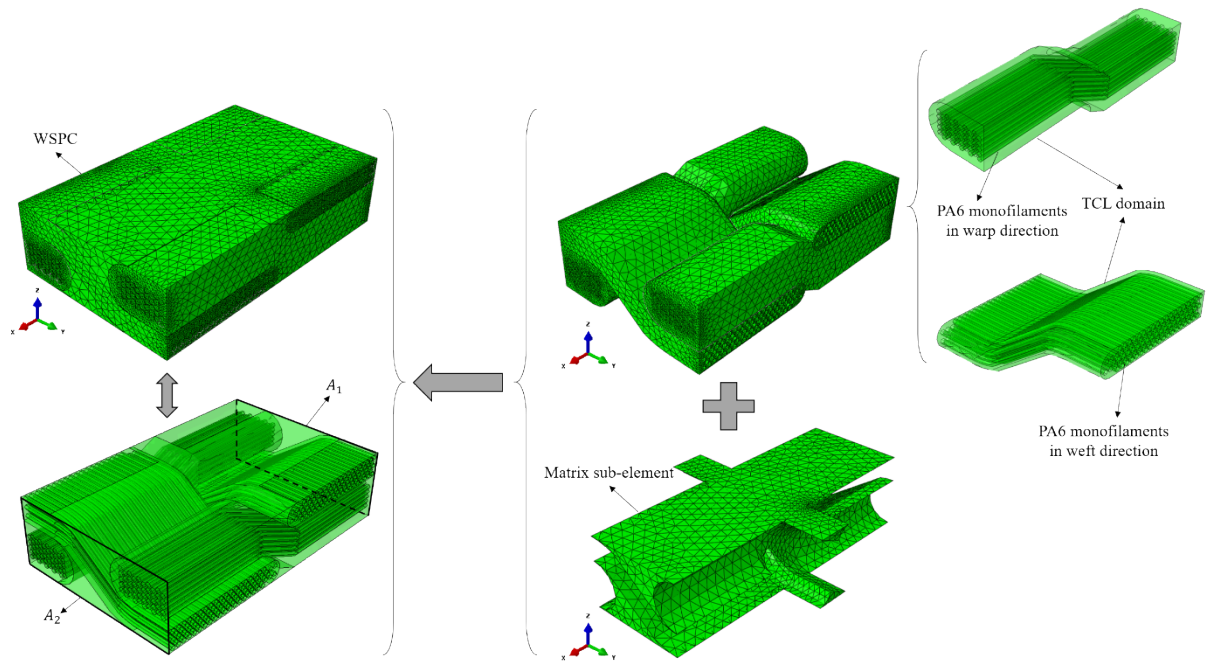 WSPC
Z
X
Y
A₁
A₂
Z
X
Y
Matrix sub-element
Z
X
Y
PA6 monofilaments
in warp direction
TCL domain
PA6 monofilaments
in weft direction